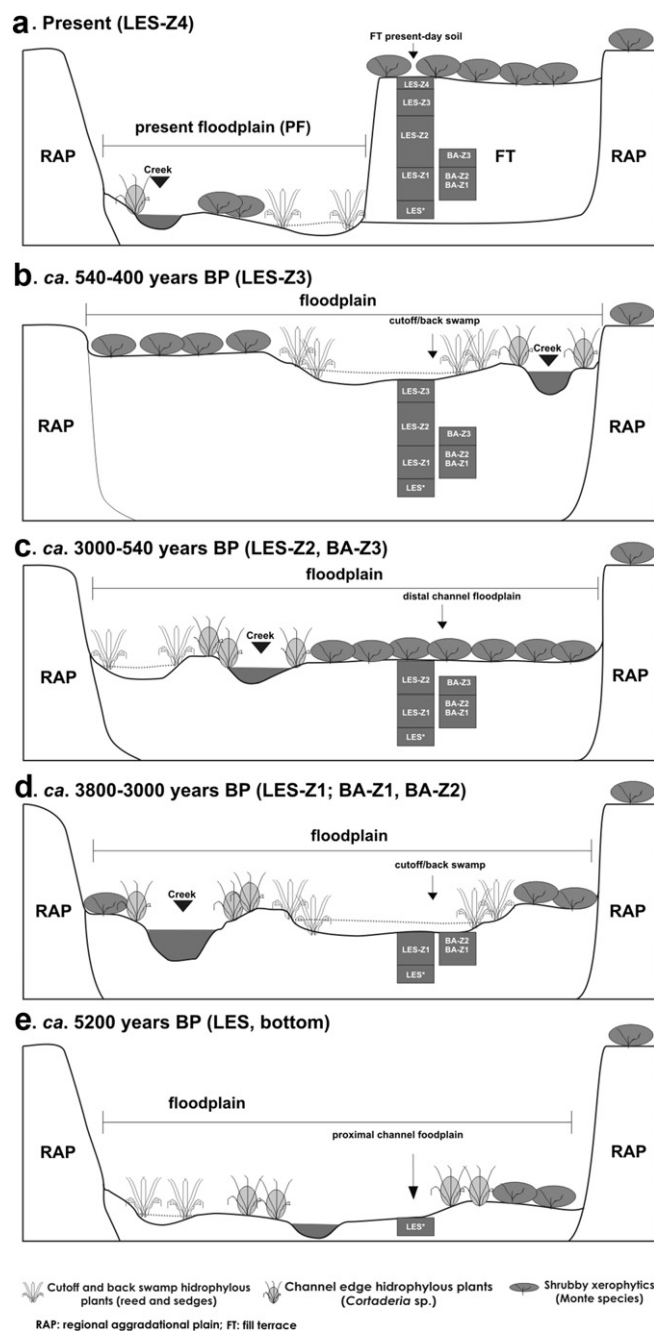 a. Present (LES-Z4)
FT present-day soil
LES-Z4
LES-Z3
present floodplain (PF)
LES-Z2
RAP
Creek
BA-Z3
FT
RAP
LES-Z1
BA-Z2
BA-Z1
LES*
b. ca. 540-400 years BP (LES-Z3)
floodplain
cutoff/back swamp
Creek
RAP
LES-Z3
RAP
LES-Z2
BA-Z3
LES-Z1
BA-Z2
BA-Z1
LES*
c. ca. 3000-540 years BP (LES-Z2, BA-Z3)
floodplain
distal channel floodplain
Creek
RAP
LES-Z2
BA-Z3
RAP
LES-Z1
BA-Z2
BA-Z1
LES*
d. ca. 3800-3000 years BP (LES-Z1; BA-Z1, BA-Z2)
floodplain
cutoff/back swamp
Creek
RAP
RAP
LES-Z1
BA-Z2
BA-Z1
LES*
e. ca. 5200 years BP (LES, bottom)
floodplain
proximal channel foodplain
RAP
RAP
LES*
Cutoff and back swamp hidrophylous
plants (reed and sedges)
Channel edge hidrophylous plants
(Cortaderia sp.)
Shrubby xerophytics
(Monte species)
RAP: regional aggradational plain; FT: fill terrace